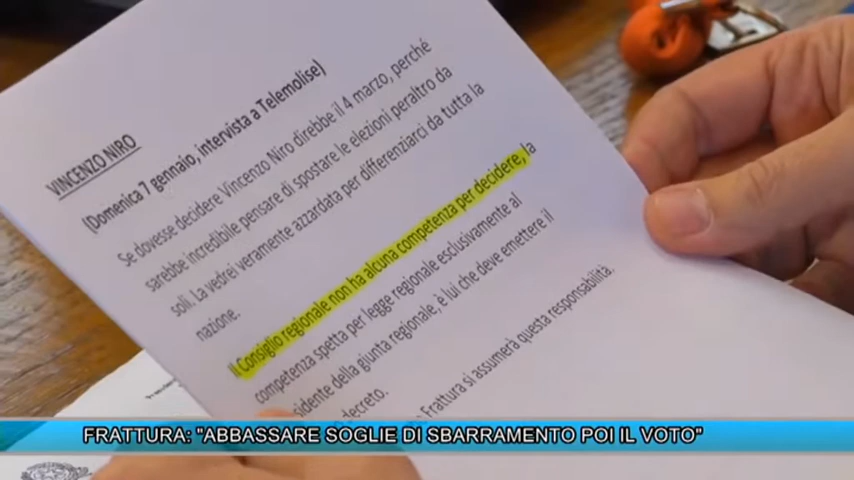 VINCENZO NIRO
(Domenica 7 gennaio, intervista a Telemolise)
Se dovesse decidere Vincenzo Niro direbbe il 4 marzo, perché
sarebbe incredibile pensare di spostare le elezioni peraltro da
soli. La vedrei veramente azzardata per differenziarci da tutta la
nazione.
Il Consiglio regionale non ha alcuna competenza per decidere, la
competenza spetta per legge regionale esclusivamente al
sidente della giunta regionale, è lui che deve emettere il
decreto.
Frattura si assumerà questa responsabilità.
FRATTURA: "ABBASSARE SOGLIE DI SBARRAMENTO POI IL VOTO"